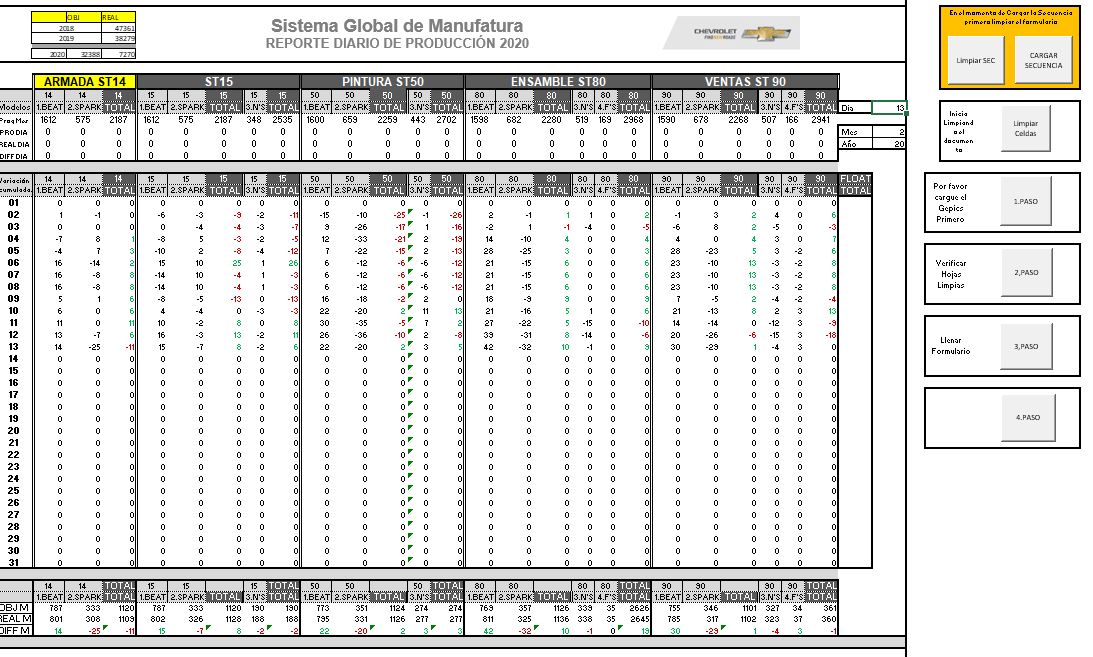 OBJ REAL
2018 47361
2019 38279
2020 32388 7270
Sistema Global de Manufatura
REPORTE DIARIO DE PRODUCCIÓN 2020
CHEVROLET
FIND NEW ROADS
En el momento de Cargar la Secuencia primero limpiar el formulario
Limpiar SEC
CARGAR SECUENCIA
Inicia Limpiando el documento
Limpiar Celdas
Por favor cargue el Gepics Primero
1.PASO
Verificar Hojas Limpias
2,PASO
Llenar Formulario
3,PASO
4.PASO
ARMADA ST14 ST15 PINTURA ST50 ENSAMBLE ST80 VENTAS ST 90
14 14 14 15 15 15 15 15 50 50 50 50 50 80 80 80 80 80 80 90 90 90 90 90 90
Modelos 1.BEAT 2.SPARK TOTAL 1.BEAT 2.SPARK TOTAL 3.N'S TOTAL 1.BEAT 2.SPARK TOTAL 3.N'S TOTAL 1.BEAT 2.SPARK TOTAL 3.N'S 4.F'S TOTAL 1.BEAT 2.SPARK TOTAL 3.N'S 4.F'S TOTAL Dia 13
Prog Mes 1612 575 2187 1612 575 2187 348 2535 1600 659 2259 443 2702 1598 682 2280 519 169 2968 1590 678 2268 507 166 2941
PRO DIA 0 0 0 0 0 0 0 0 0 0 0 0 0 0 0 0 0 0 0 0 0 0 0 0 0 Mes 2
REAL DIA 0 0 0 0 0 0 0 0 0 0 0 0 0 0 0 0 0 0 0 0 0 0 0 0 0 Año 20
DIFF DIA 0 0 0 0 0 0 0 0 0 0 0 0 0 0 0 0 0 0 0 0 0 0 0 0 0
Variación 14 14 14 15 15 15 15 15 50 50 50 50 50 80 80 80 80 80 80 90 90 90 90 90 90 FLOAT
cumulada 1.BEAT 2.SPARK TOTAL 1.BEAT 2.SPARK TOTAL 3.N'S TOTAL 1.BEAT 2.SPARK TOTAL 3.N'S TOTAL 1.BEAT 2.SPARK TOTAL 3.N'S 4.F'S TOTAL 1.BEAT 2.SPARK TOTAL 3.N'S 4.F'S TOTAL TOTAL
01 0 0 0 0 0 0 0 0 0 0 0 0 0 0 0 0 0 0 0 0 0 0 0 0 0
02 1 -1 0 -6 -3 -9 -2 -11 -15 -10 -25 -1 -26 2 -1 1 1 0 2 -1 3 2 4 0 6
03 0 0 0 0 -4 -4 -3 -7 9 -26 -17 1 -16 -2 1 -1 -4 0 -5 -6 8 2 -5 0 -3
04 -7 8 1 -8 5 -3 -2 -5 12 -33 -21 2 -19 14 -10 4 0 0 4 4 0 4 3 0 7
05 -4 7 3 -10 2 -8 -4 -12 7 -22 -15 2 -13 28 -25 3 0 0 3 28 -23 5 3 -2 6
06 16 -14 2 15 10 25 1 26 6 -12 -6 -6 -12 21 -15 6 0 0 6 23 -10 13 -3 -2 8
07 16 -8 8 -14 10 -4 1 -3 6 -12 -6 -6 -12 21 -15 6 0 0 6 23 -10 13 -3 -2 8
08 16 -8 8 -14 10 -4 1 -3 6 -12 -6 -6 -12 21 -15 6 0 0 6 23 -10 13 -3 -2 8
09 5 1 6 -8 -5 -13 0 -13 16 -18 -2 2 0 18 -9 9 0 0 9 7 -5 2 -4 -2 -4
10 6 0 6 4 -4 0 -3 -3 22 -20 2 11 13 21 -16 5 1 0 6 21 -13 8 2 3 13
11 11 0 11 10 -2 8 0 8 30 -35 -5 7 2 27 -22 5 -15 0 -10 14 -14 0 -12 3 -9
12 13 -7 6 16 -3 13 -2 11 26 -36 -10 2 -8 39 -31 8 -14 0 -6 20 -26 -6 -15 3 -18
13 14 -25 -11 15 -7 8 -2 6 22 -20 2 3 5 42 -32 10 -1 0 9 30 -29 1 -4 3 0
14 0 0 0 0 0 0 0 0 0 0 0 0 0 0 0 0 0 0 0 0 0 0 0 0 0
15 0 0 0 0 0 0 0 0 0 0 0 0 0 0 0 0 0 0 0 0 0 0 0 0 0
16 0 0 0 0 0 0 0 0 0 0 0 0 0 0 0 0 0 0 0 0 0 0 0 0 0
17 0 0 0 0 0 0 0 0 0 0 0 0 0 0 0 0 0 0 0 0 0 0 0 0 0
18 0 0 0 0 0 0 0 0 0 0 0 0 0 0 0 0 0 0 0 0 0 0 0 0 0
19 0 0 0 0 0 0 0 0 0 0 0 0 0 0 0 0 0 0 0 0 0 0 0 0 0
20 0 0 0 0 0 0 0 0 0 0 0 0 0 0 0 0 0 0 0 0 0 0 0 0 0
21 0 0 0 0 0 0 0 0 0 0 0 0 0 0 0 0 0 0 0 0 0 0 0 0 0
22 0 0 0 0 0 0 0 0 0 0 0 0 0 0 0 0 0 0 0 0 0 0 0 0 0
23 0 0 0 0 0 0 0 0 0 0 0 0 0 0 0 0 0 0 0 0 0 0 0 0 0
24 0 0 0 0 0 0 0 0 0 0 0 0 0 0 0 0 0 0 0 0 0 0 0 0 0
25 0 0 0 0 0 0 0 0 0 0 0 0 0 0 0 0 0 0 0 0 0 0 0 0 0
26 0 0 0 0 0 0 0 0 0 0 0 0 0 0 0 0 0 0 0 0 0 0 0 0 0
27 0 0 0 0 0 0 0 0 0 0 0 0 0 0 0 0 0 0 0 0 0 0 0 0 0
28 0 0 0 0 0 0 0 0 0 0 0 0 0 0 0 0 0 0 0 0 0 0 0 0 0
29 0 0 0 0 0 0 0 0 0 0 0 0 0 0 0 0 0 0 0 0 0 0 0 0 0
30 0 0 0 0 0 0 0 0 0 0 0 0 0 0 0 0 0 0 0 0 0 0 0 0 0
31 0 0 0 0 0 0 0 0 0 0 0 0 0 0 0 0 0 0 0 0 0 0 0 0 0
14 14 TOTAL 15 15 15 TOTAL 50 50 50 TOTAL 80 80 80 80 TOTAL 90 90 90 90 TOTAL
1.BEAT 2.SPARK TOTAL 1.BEAT 2.SPARK TOTAL 3.N'S TOTAL 1.BEAT 2.SPARK TOTAL 3.N'S TOTAL 1.BEAT 2.SPARK TOTAL 3.N'S 4.F'S TOTAL 1.BEAT 2.SPARK TOTAL 3.N'S 4.F'S TOTAL
OBJ M 787 333 1120 787 333 1120 190 190 773 351 1124 274 274 769 357 1126 339 35 2626 755 346 1101 327 34 361
REAL M 801 308 1109 802 326 1128 188 188 795 331 1126 277 277 811 325 1136 338 35 2645 785 317 1102 323 37 360
DIFF M 14 -25 -11 15 -7 8 -2 -2 22 -20 2 3 3 42 -32 10 -1 0 19 30 -29 1 -4 3 -1